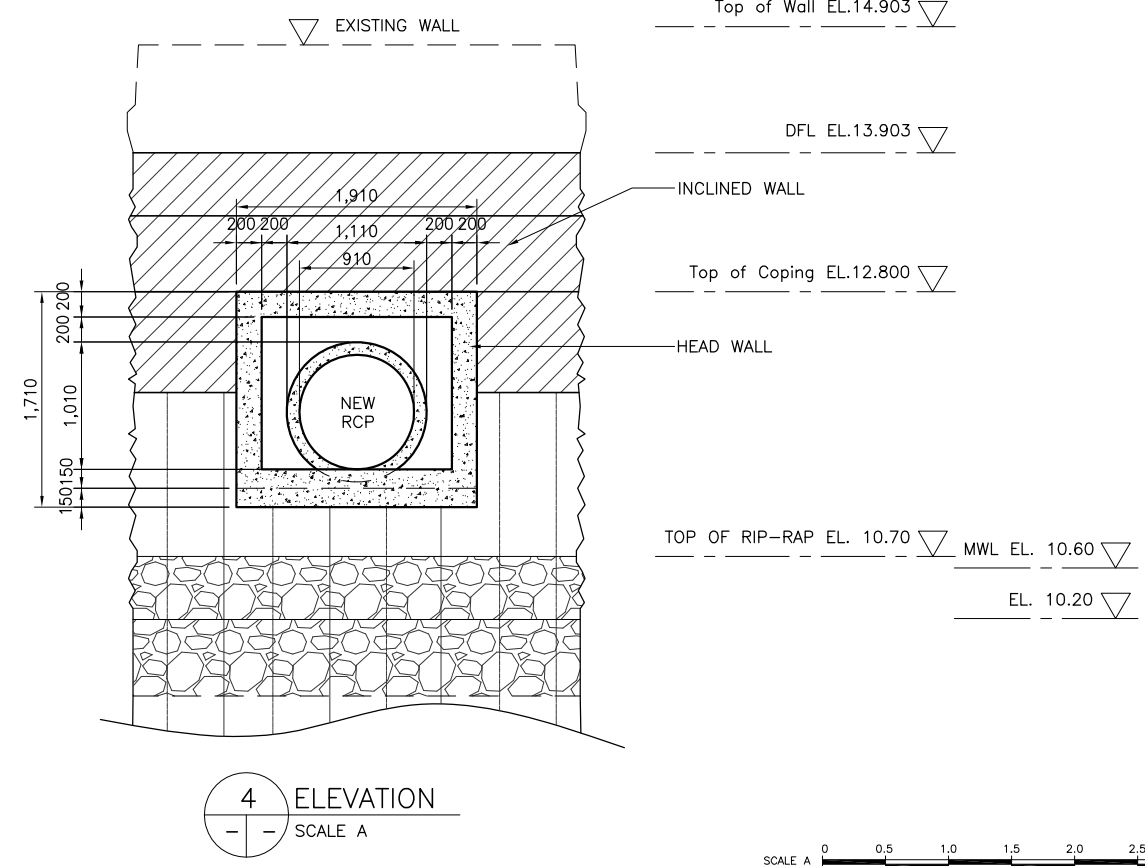 Top of Wall EL.14.903
EXISTING WALL
DFL EL.13.903
INCLINED WALL
1,910
200 200
1,110
200 200
910
Top of Coping EL.12.800
HEAD WALL
200
200
1,710
1,010
150
150
NEW
RCP
TOP OF RIP-RAP EL. 10.70
MWL EL. 10.60
EL. 10.20
4
ELEVATION
- -
SCALE A
SCALE A
0 0.5 1.0 1.5 2.0 2.5